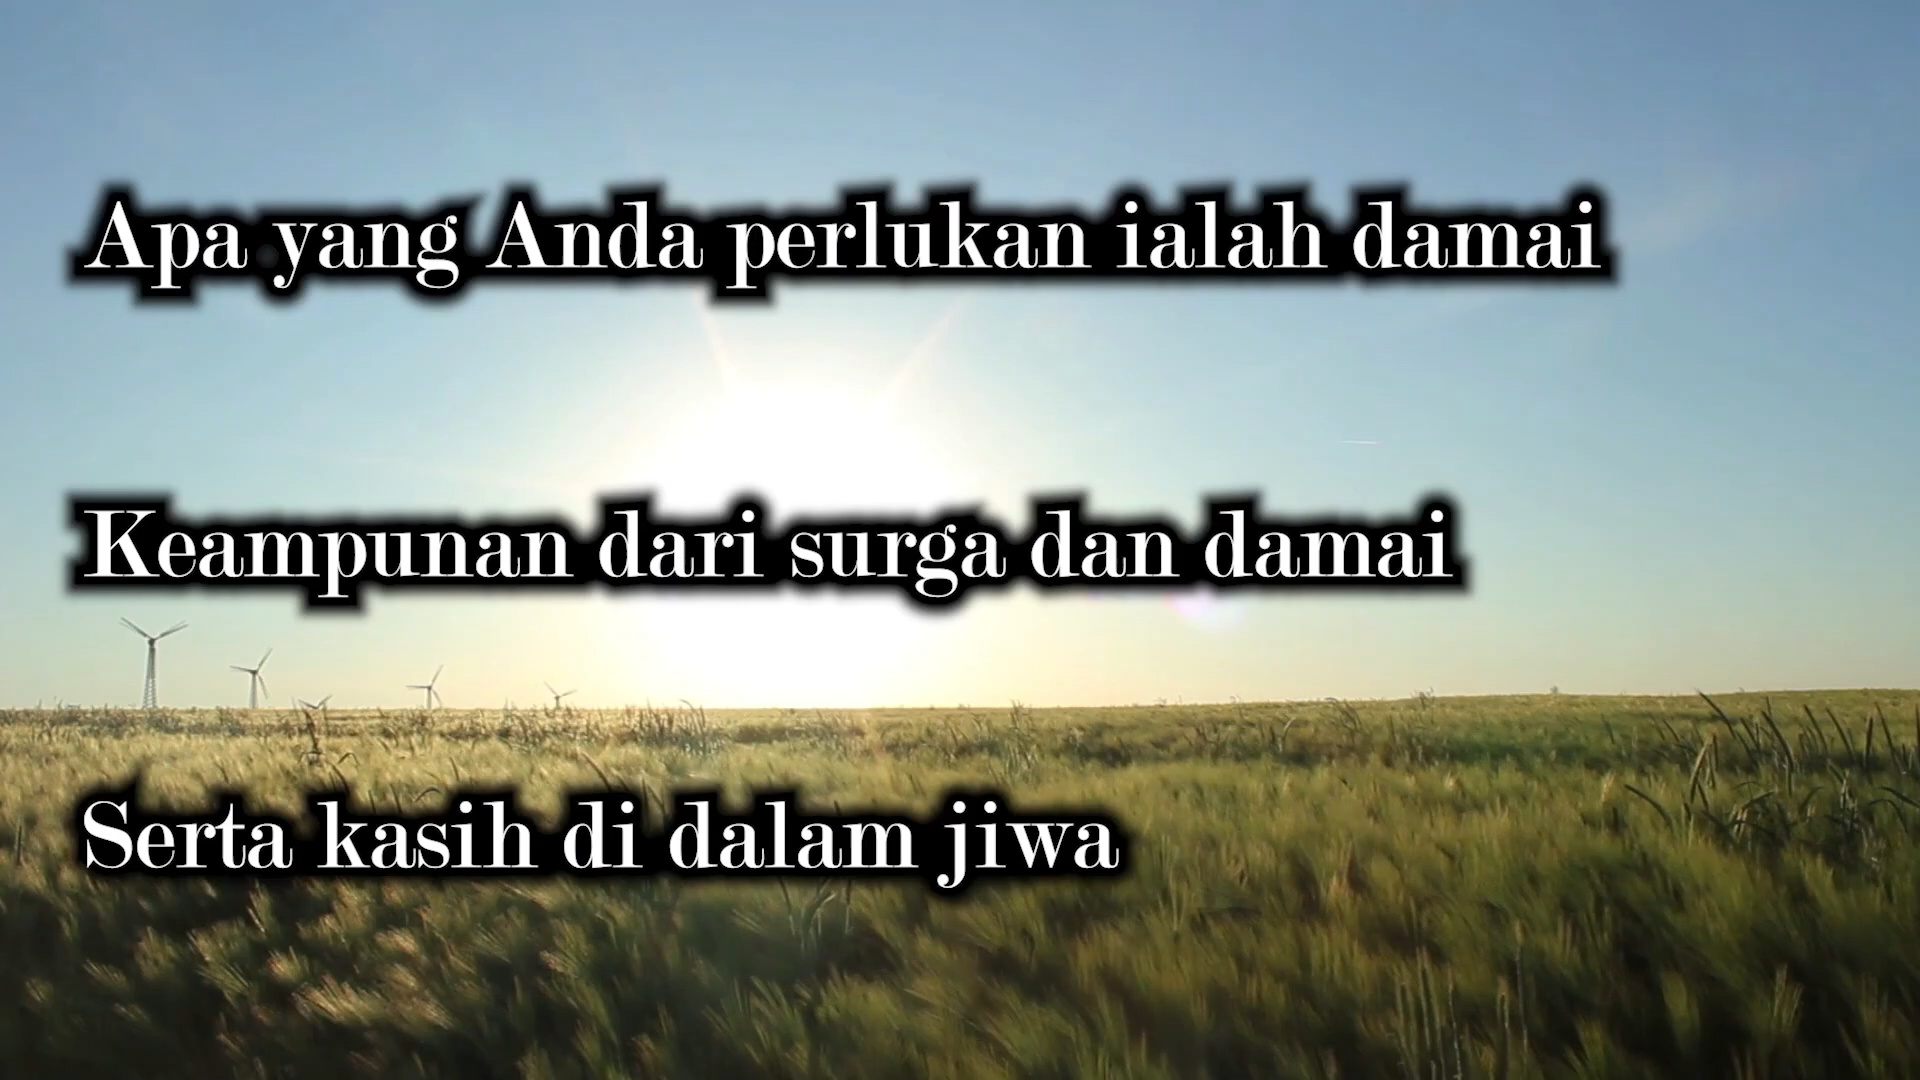 Apa yang Anda perlukan ialah damai
Keampunan dari surga dan damai
Serta kasih di dalam jiwa